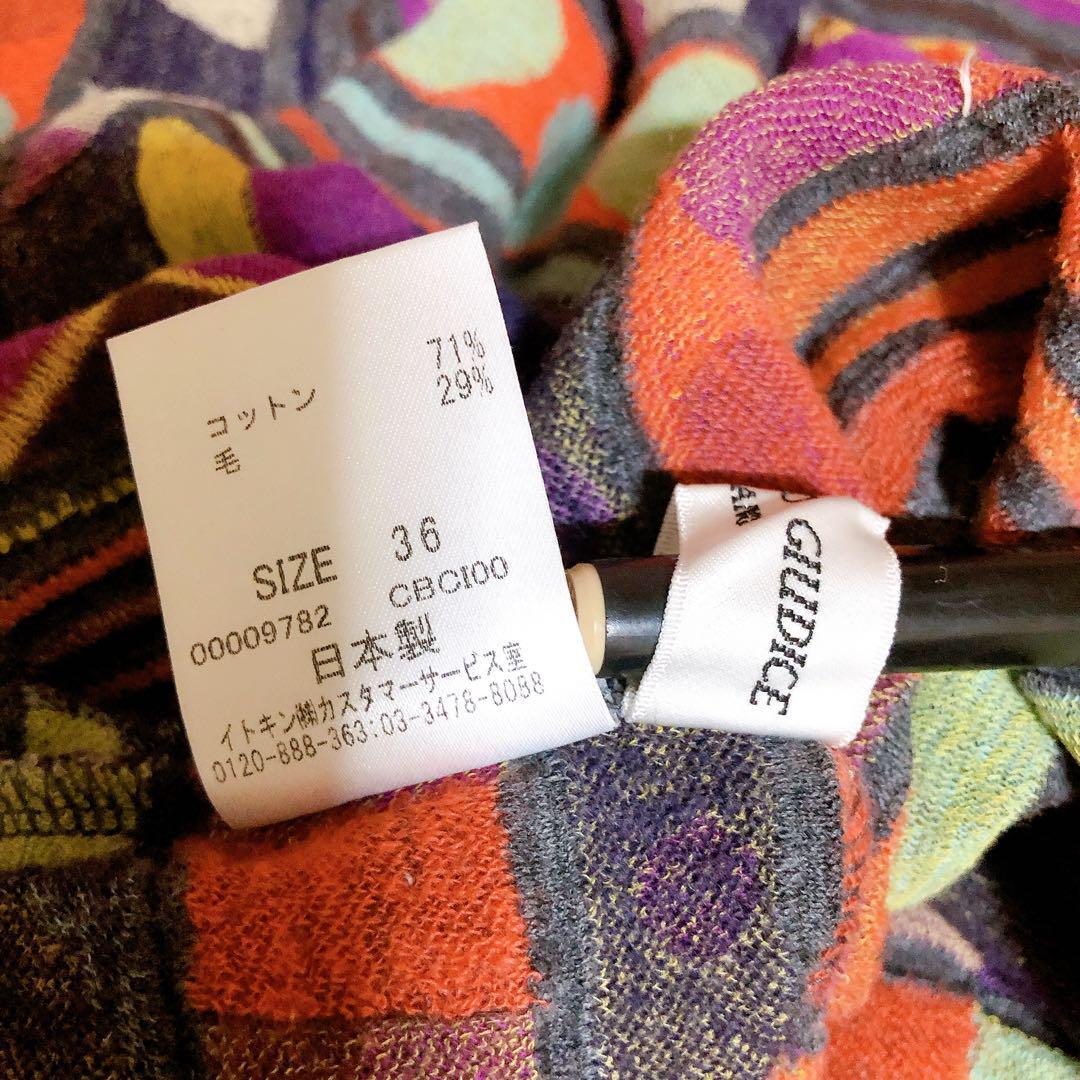 コットン 71%
毛 29%
SIZE 36
00009782 CBCI00
日本製
イトキン㈱カスタマーサービス室
0120-888-363:03-3478-8088
GIUDICE